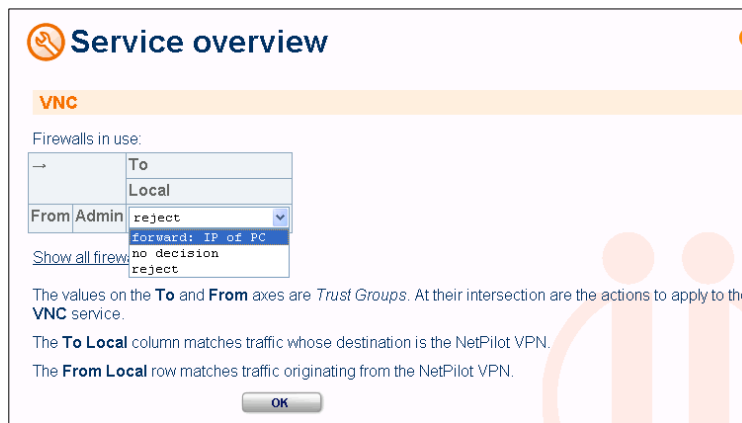 Service overview
VNC
Firewalls in use:
→ To
Local
From Admin reject
forward: IP of PC
no decision
reject
Show all firew
The values on the To and From axes are Trust Groups. At their intersection are the actions to apply to the
VNC service.
The To Local column matches traffic whose destination is the NetPilot VPN.
The From Local row matches traffic originating from the NetPilot VPN.
OK